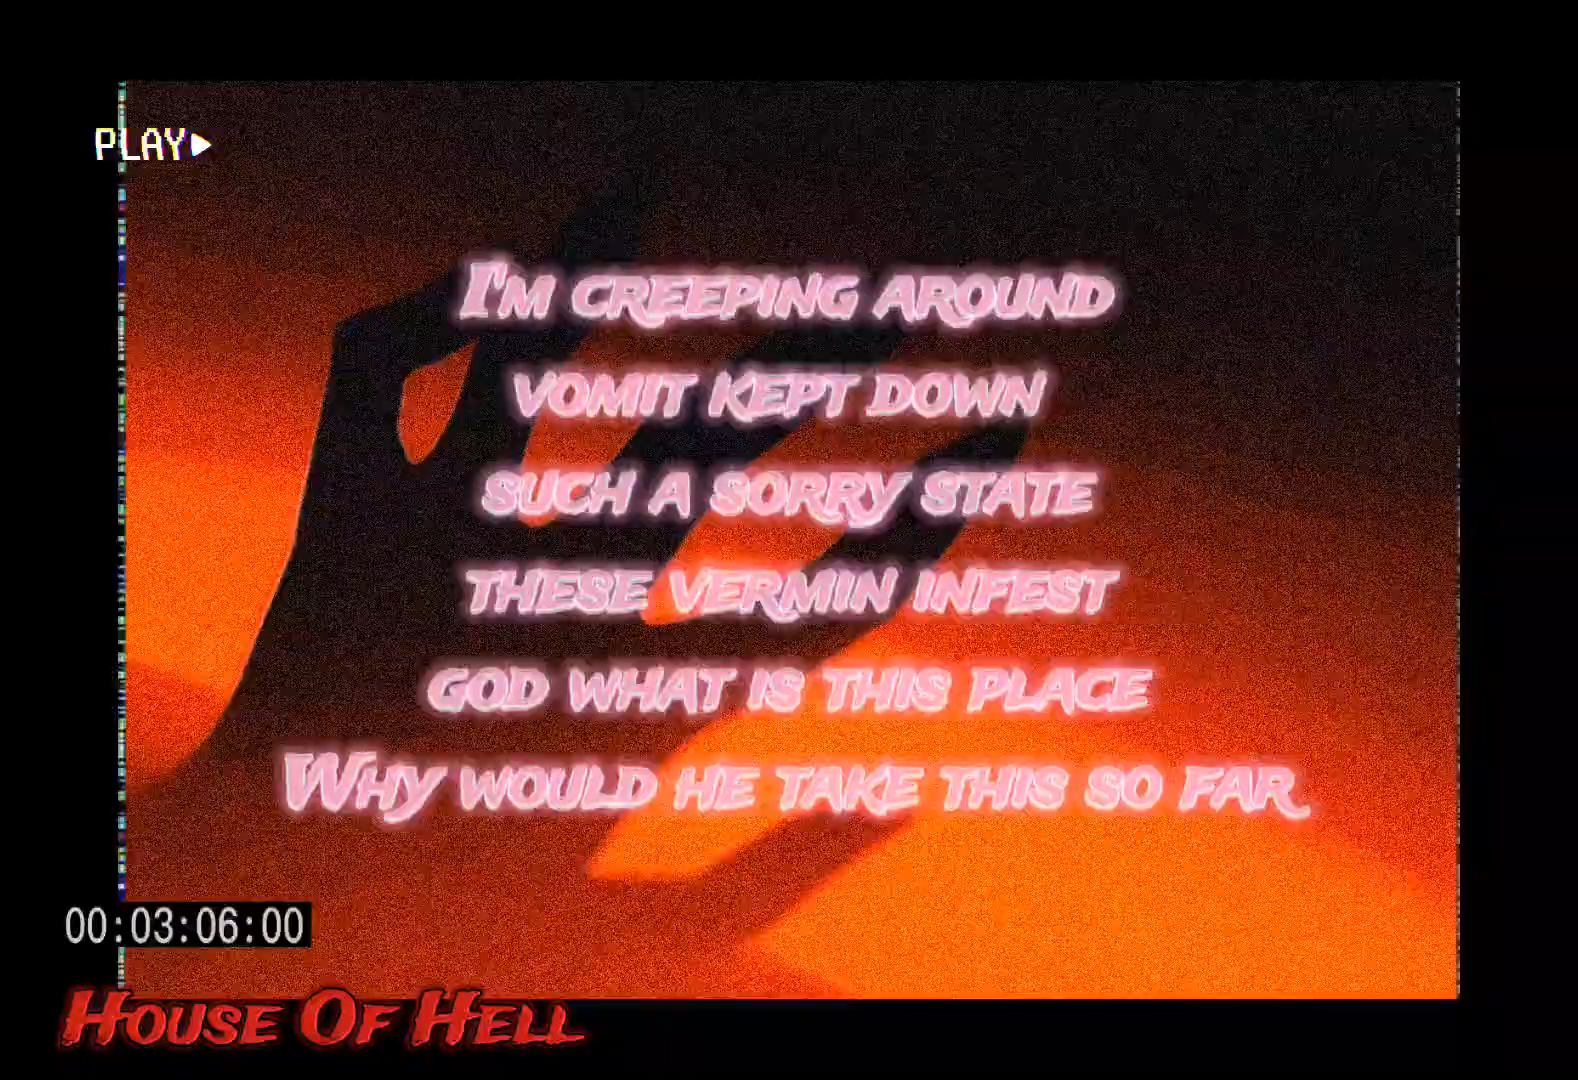 PLAY▶
I'm creeping around
vomit kept down
such a sorry state
these vermin infest
god what is this place
Why would he take this so far
00:03:06:00
House Of Hell